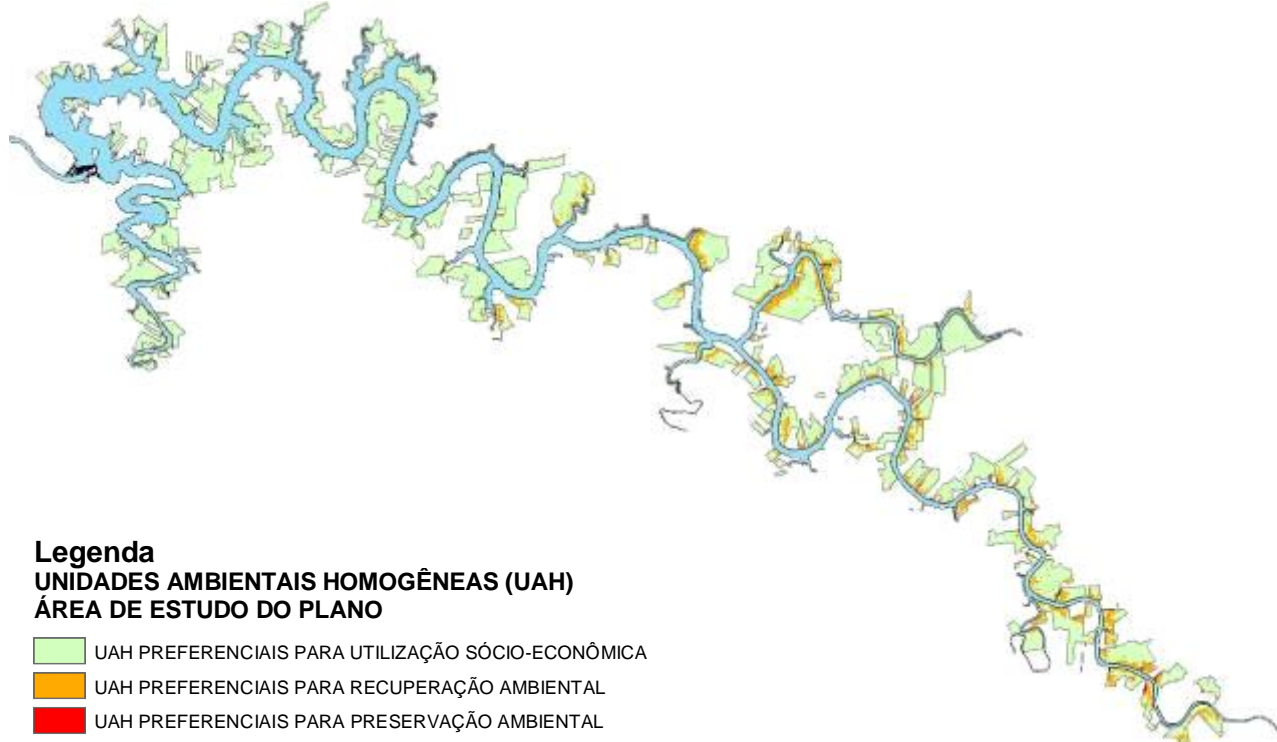 Legenda
UNIDADES AMBIENTAIS HOMOGÊNEAS (UAH)
ÁREA DE ESTUDO DO PLANO
UAH PREFERENCIAIS PARA UTILIZAÇÃO SÓCIO-ECONÔMICA
UAH PREFERENCIAIS PARA RECUPERAÇÃO AMBIENTAL
UAH PREFERENCIAIS PARA PRESERVAÇÃO AMBIENTAL